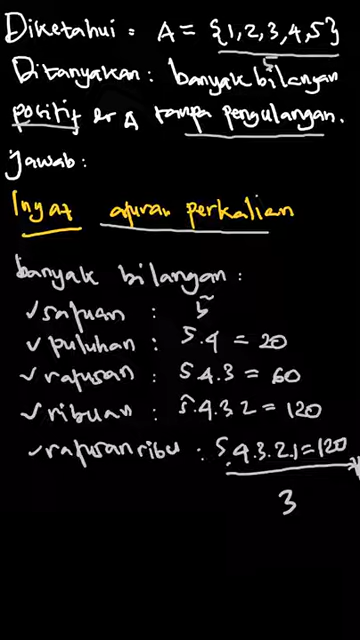 Diketahui = A = {1,2,3,4,5}
Ditanyakan : banyak bilangan
positif dr A tanpa pengulangan.
Jawab:
Ingat aturan perkalian
banyak bilangan :
✓satuan : 5
✓puluhan : 5.4 = 20
✓ratusan : 5.4.3 = 60
✓ribuan : 5.4.3.2 = 120
✓ratusan ribu : 5.4.3.2.1=120
3